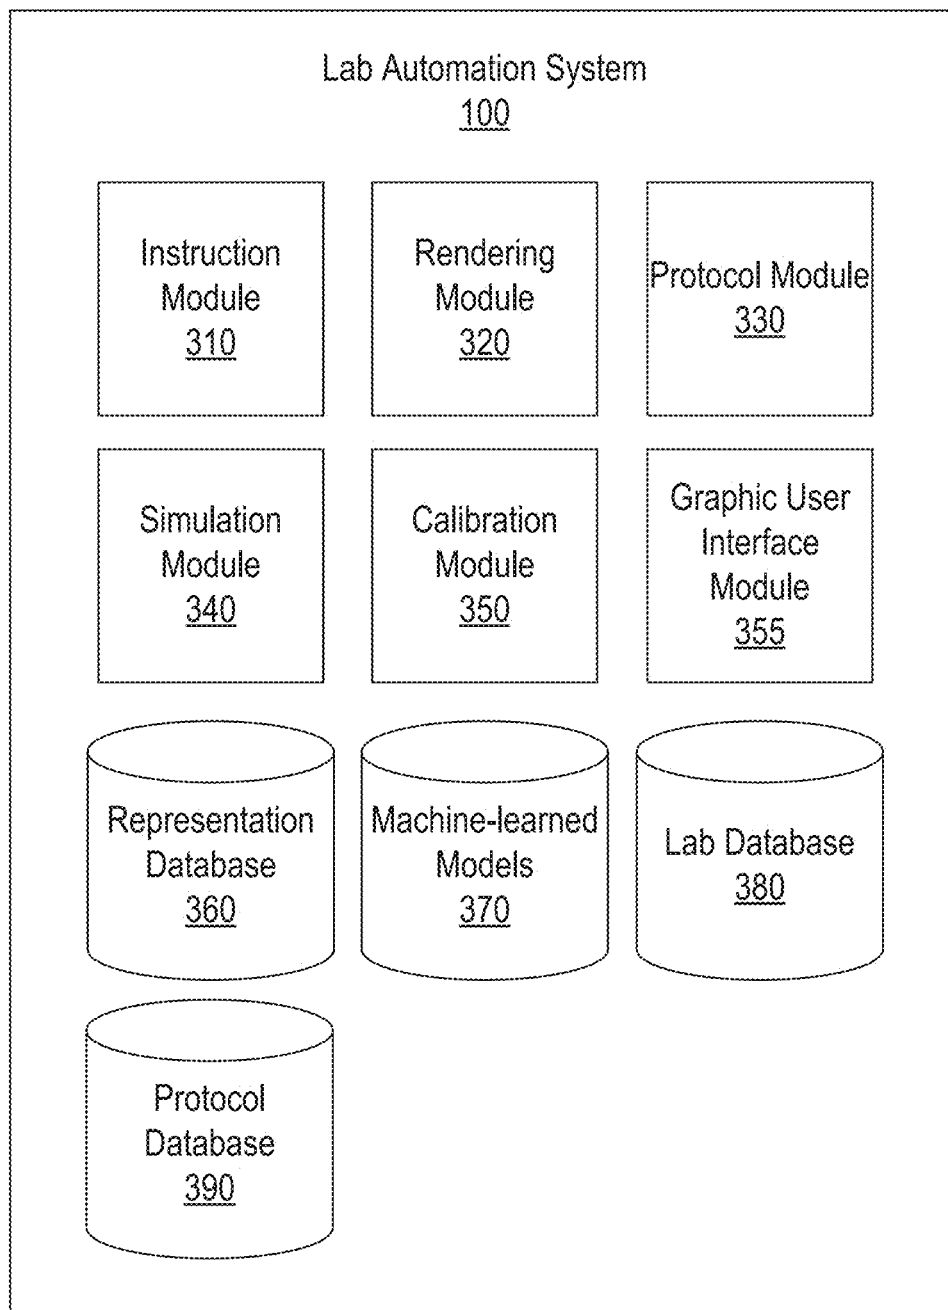 Lab Automation System
100
Instruction
Module
310
Rendering
Module
320
Protocol Module
330
Simulation
Module
340
Calibration
Module
350
Graphic User
Interface
Module
355
Representation
Database
360
Machine-learned
Models
370
Lab Database
380
Protocol
Database
390